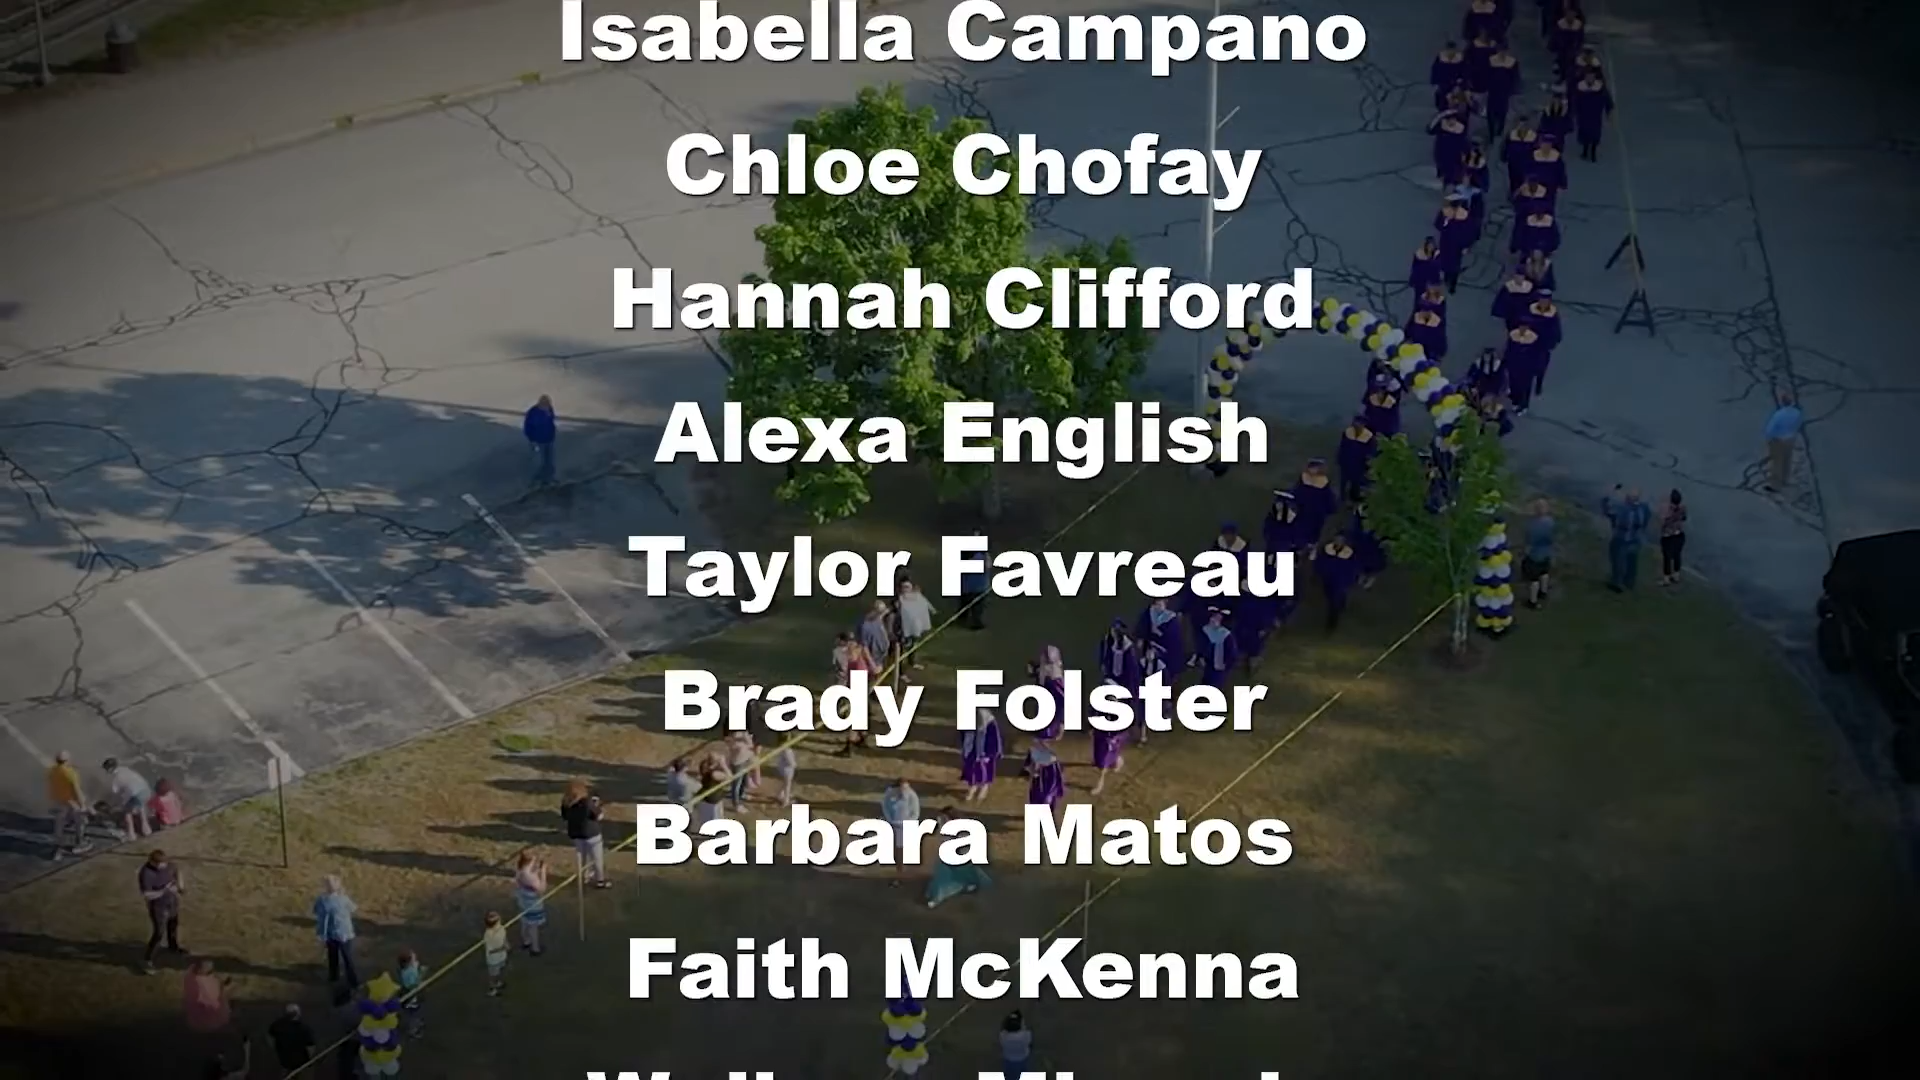 Isabella Campano
Chloe Chofay
Hannah Clifford
Alexa English
Taylor Favreau
Brady Folster
Barbara Matos
Faith McKenna